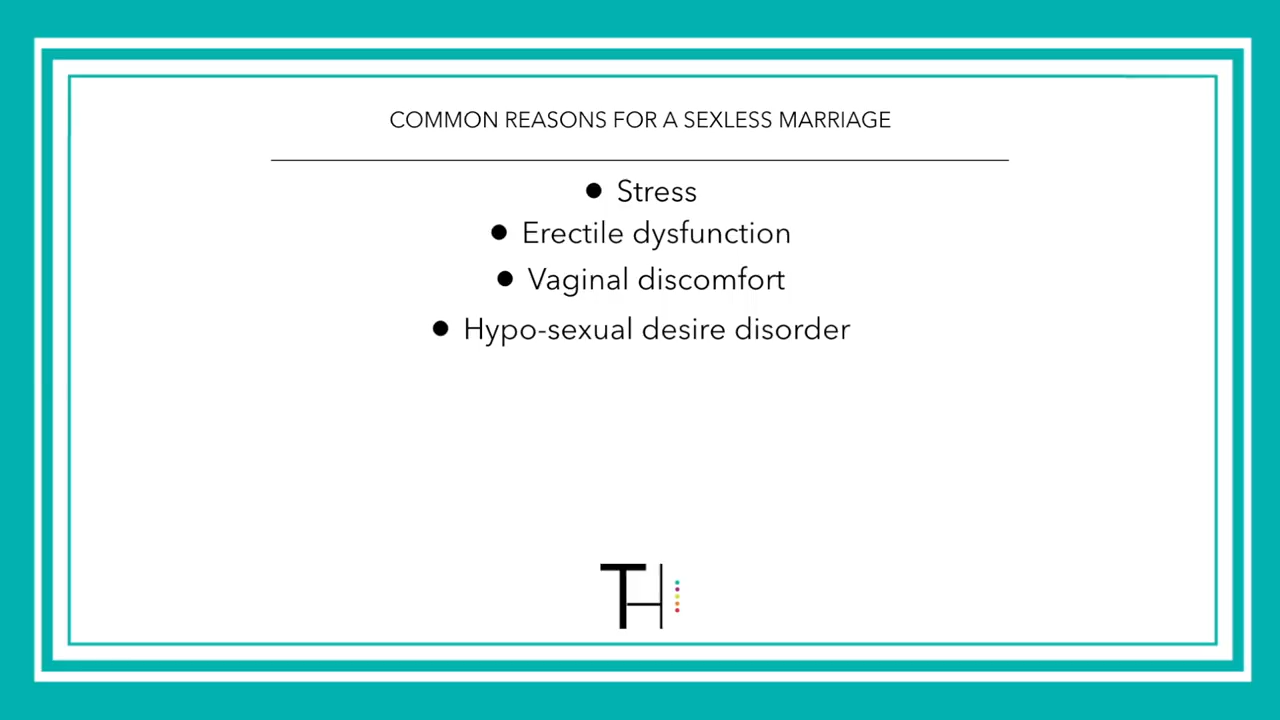 COMMON REASONS FOR A SEXLESS MARRIAGE
● Stress
● Erectile dysfunction
● Vaginal discomfort
● Hypo-sexual desire disorder
TH